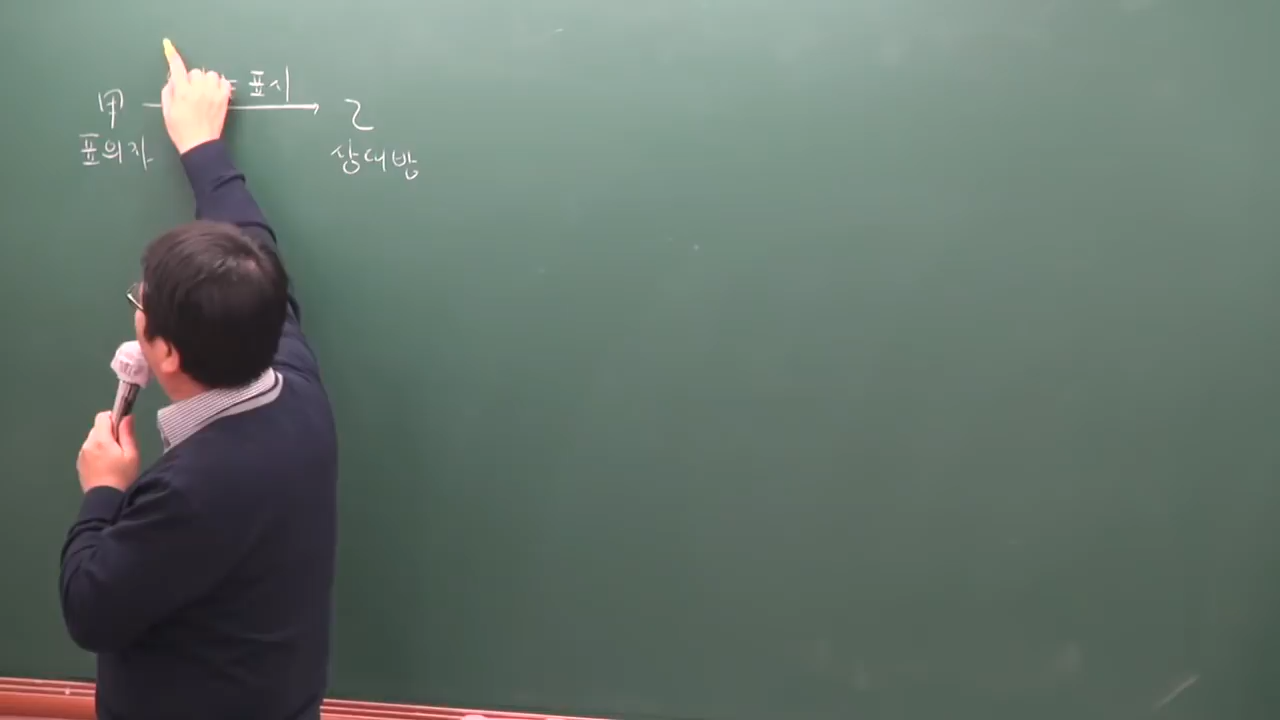 표시
甲 乙
표의자 상대방